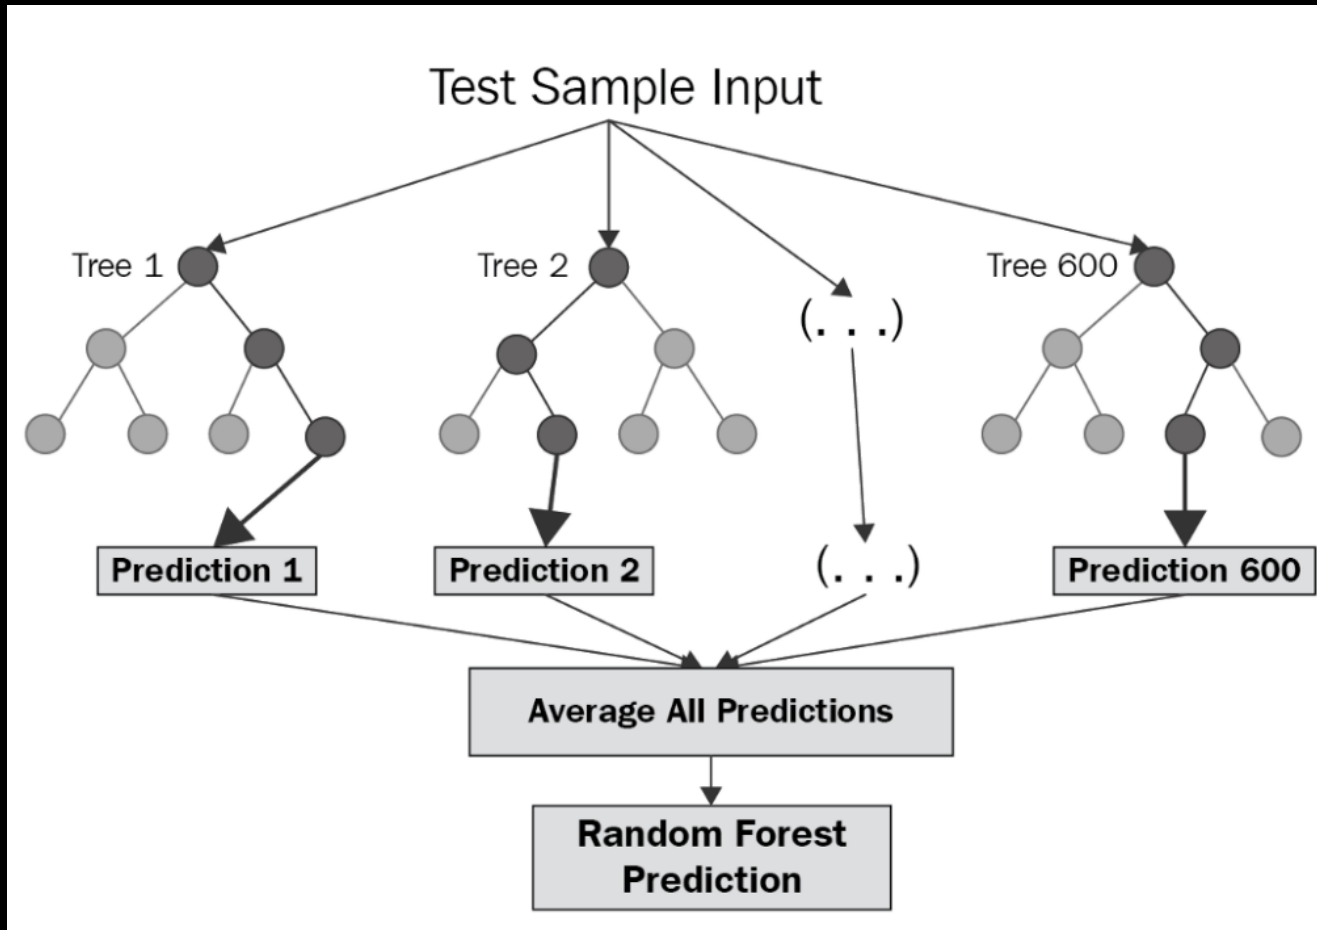 Test Sample Input
Tree 1
Tree 2
Tree 600
(. . .)
(. . .)
Prediction 1
Prediction 2
Prediction 600
Average All Predictions
Random Forest
Prediction